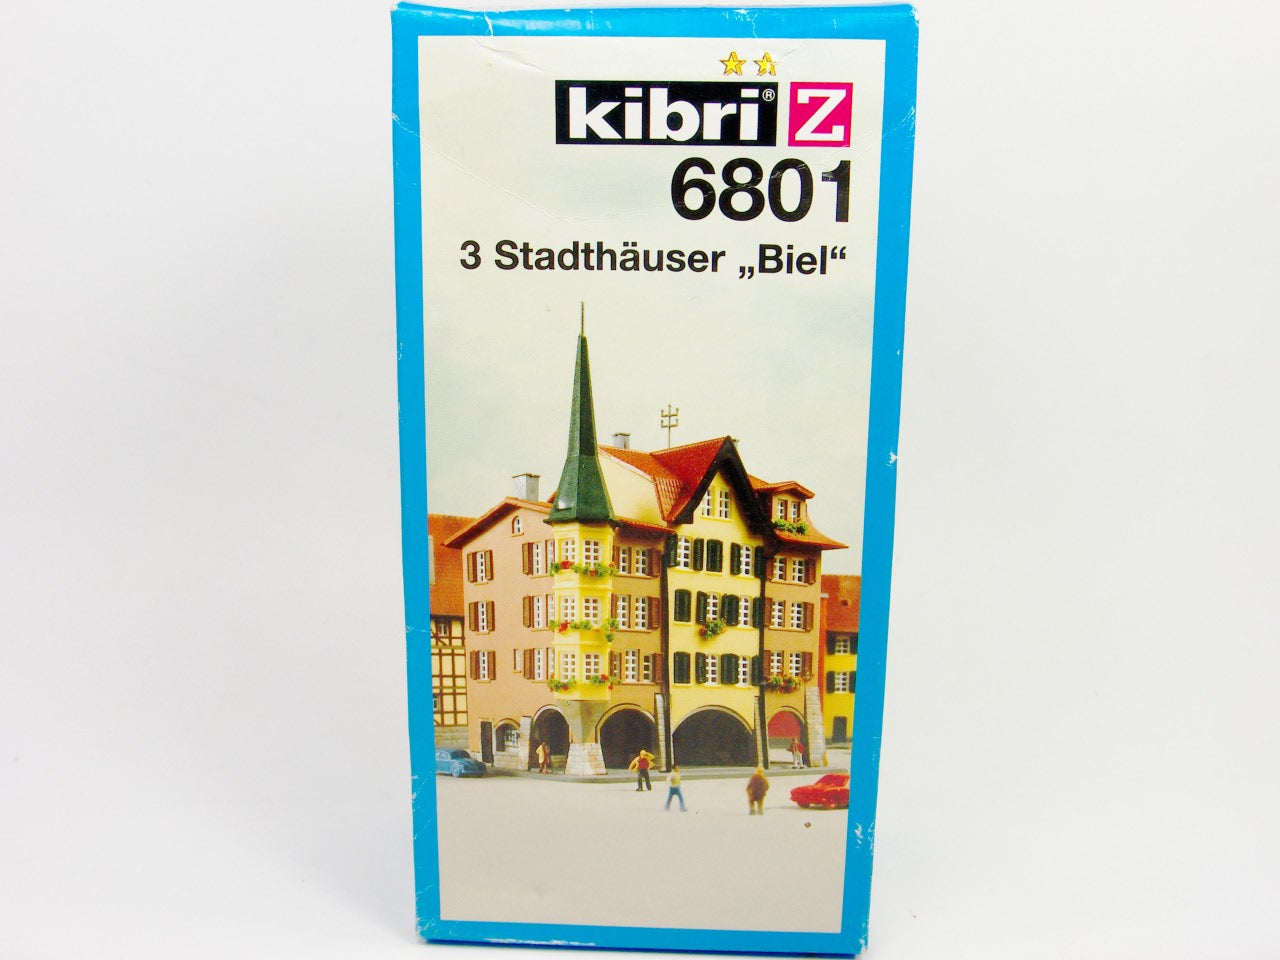 kibri® Z
6801
3 Stadthäuser „Biel“